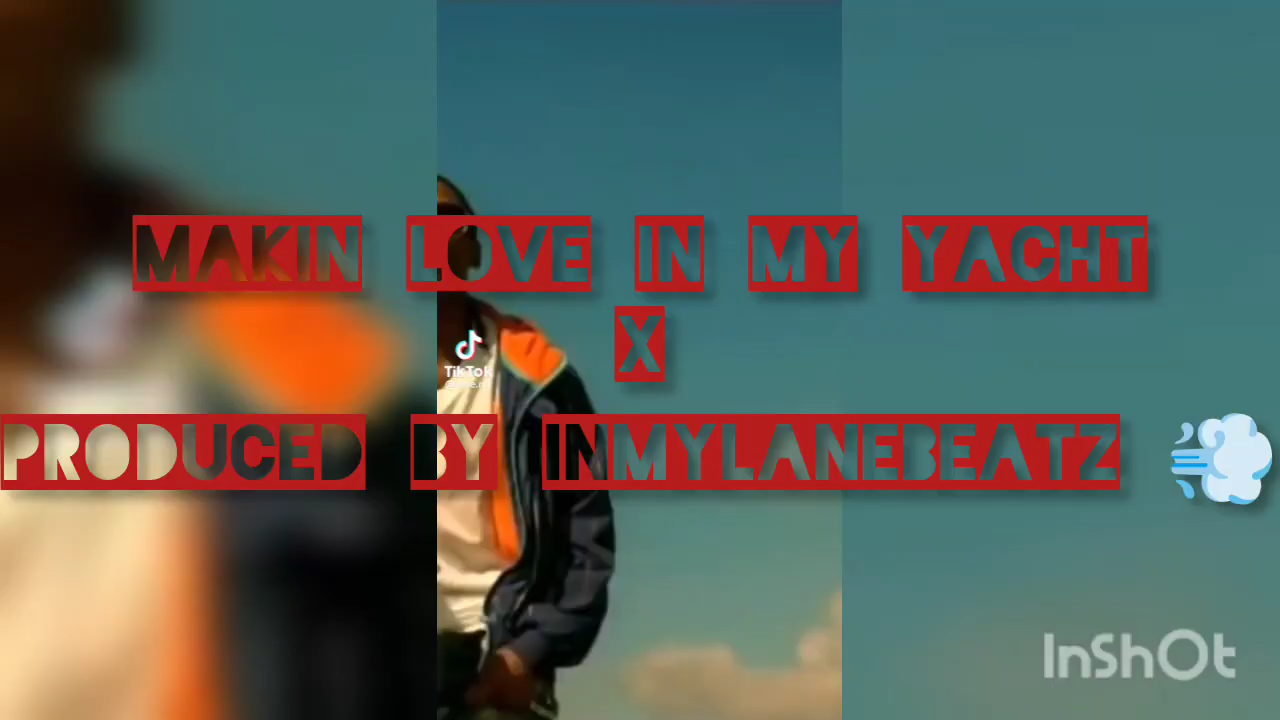 MAKIN LOVE IN MY YACHT
X
PRODUCED BY INMYLANEBEATZ 💨
TikTok
InShOt